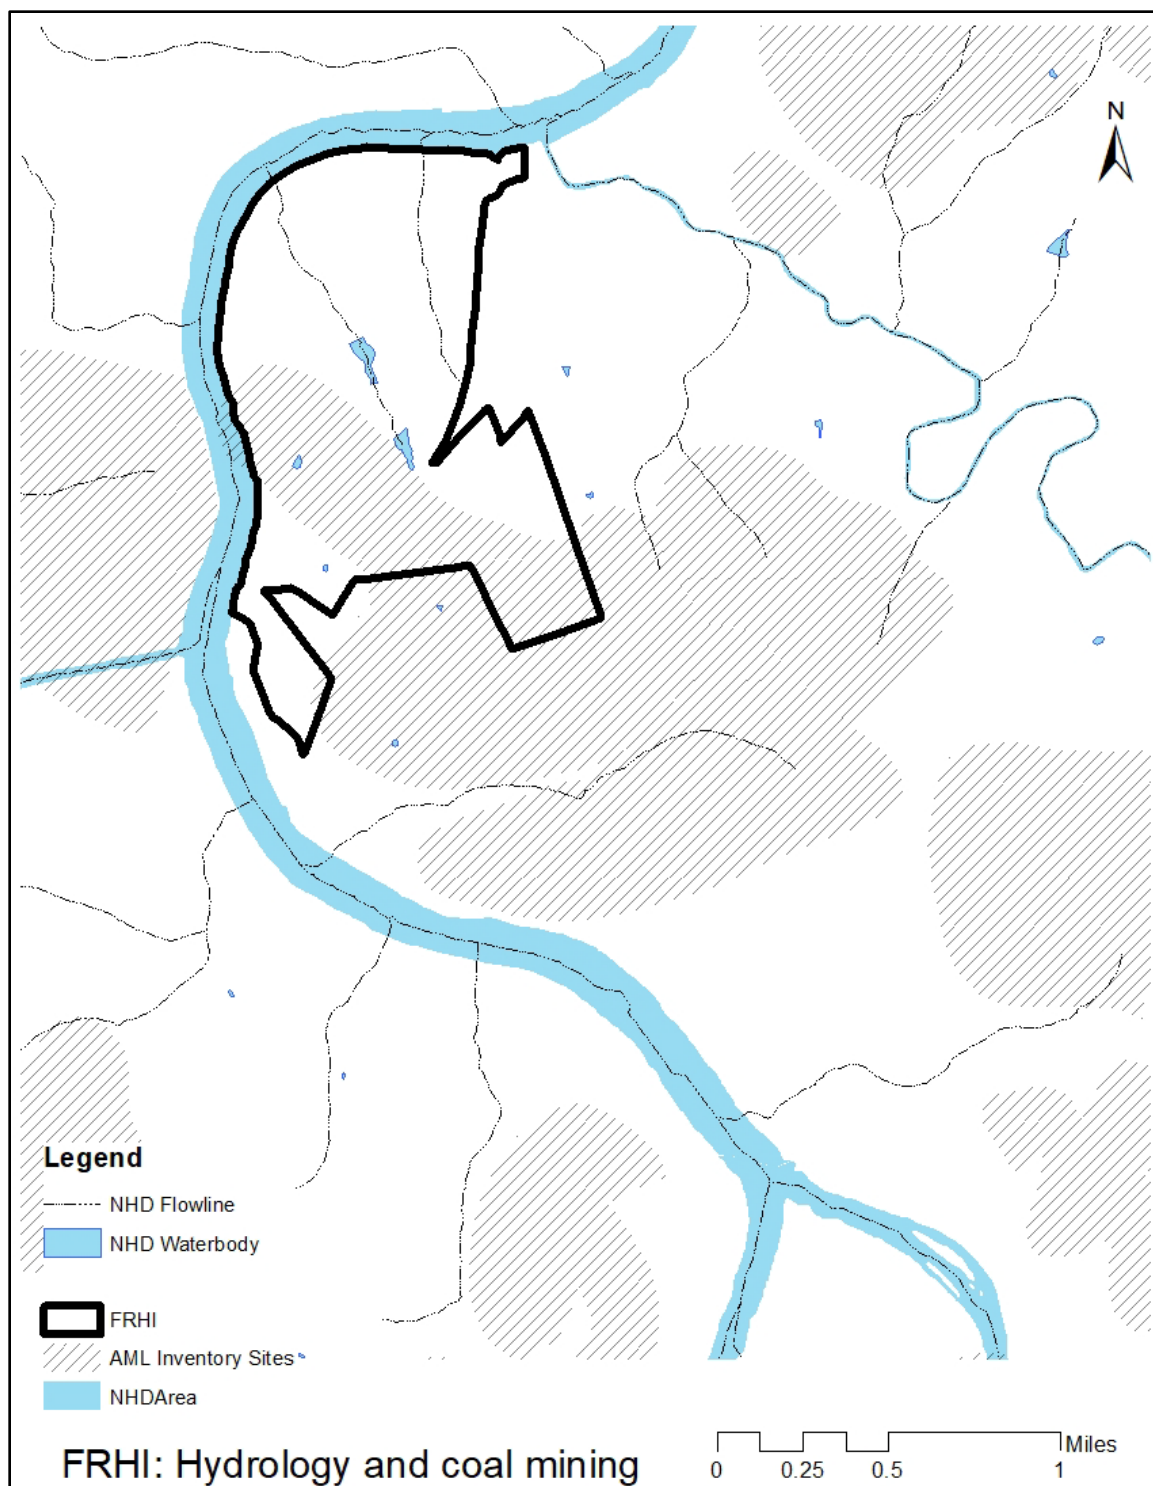 N
Legend
NHD Flowline
NHD Waterbody
FRHI
AML Inventory Sites
NHDArea
FRHI: Hydrology and coal mining
Miles
0 0.25 0.5 1